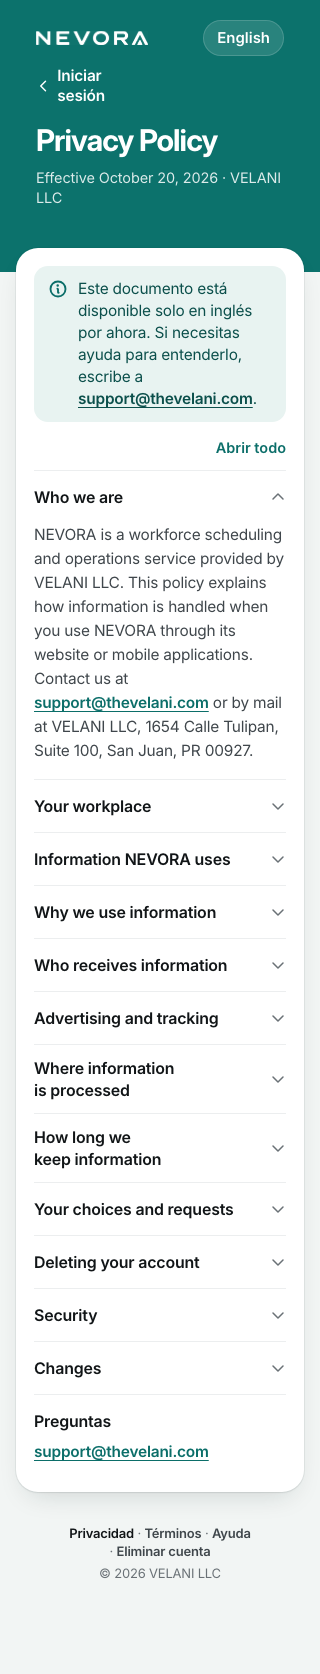 NEVORA
English
Iniciar
sesión
Privacy Policy
Effective October 20, 2026 · VELANI
LLC
Este documento está
disponible solo en inglés
por ahora. Si necesitas
ayuda para entenderlo,
escribe a
support@thevelani.com.
Abrir todo
Who we are
NEVORA is a workforce scheduling
and operations service provided by
VELANI LLC. This policy explains
how information is handled when
you use NEVORA through its
website or mobile applications.
Contact us at
support@thevelani.com or by mail
at VELANI LLC, 1654 Calle Tulipan,
Suite 100, San Juan, PR 00927.
Your workplace
Information NEVORA uses
Why we use information
Who receives information
Advertising and tracking
Where information
is processed
How long we
keep information
Your choices and requests
Deleting your account
Security
Changes
Preguntas
support@thevelani.com
Privacidad · Términos · Ayuda
· Eliminar cuenta
© 2026 VELANI LLC